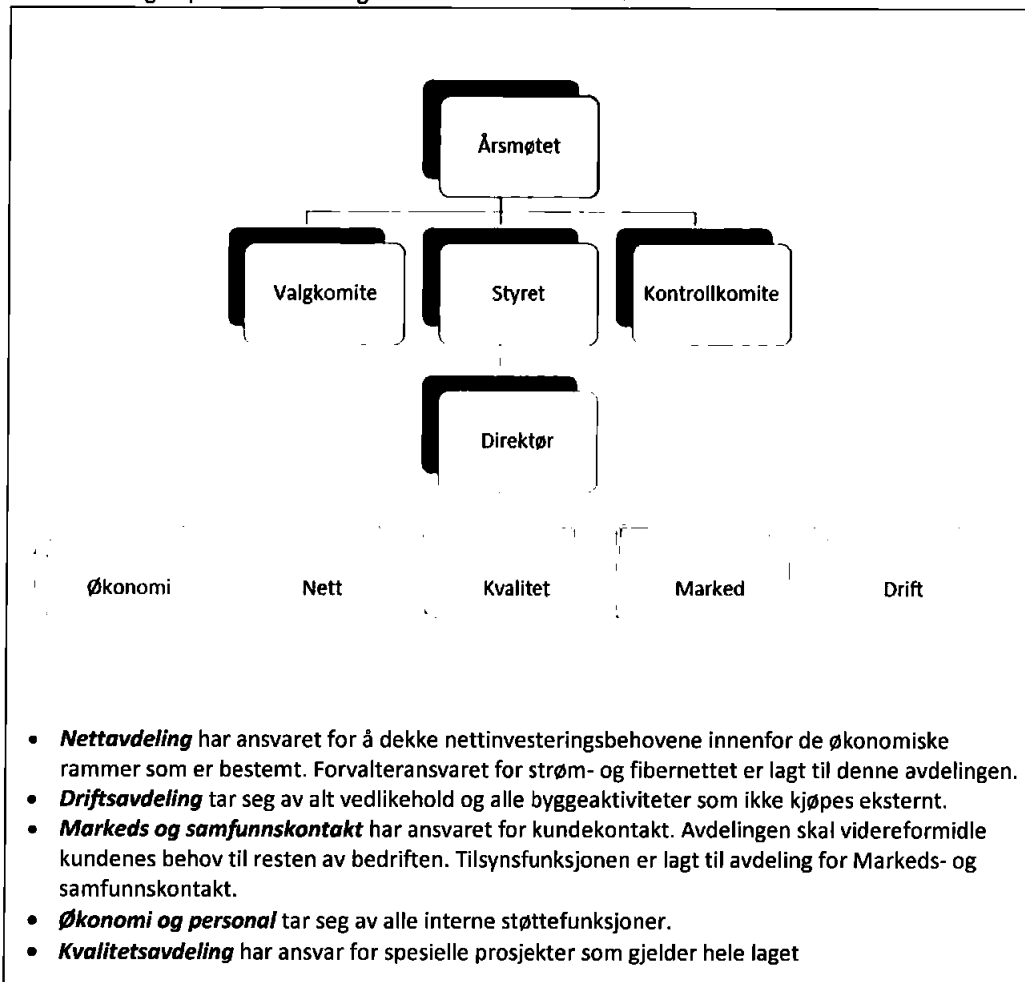 Årsmøtet
Valgkomite Styret Kontrollkomite
Direktør
Økonomi Nett Kvalitet Marked Drift
• Nettavdeling har ansvaret for å dekke nettinvesteringsbehovene innenfor de økonomiske
rammer som er bestemt. Forvalteransvaret for strøm- og fibernettet er lagt til denne avdelingen.
• Driftsavdeling tar seg av alt vedlikehold og alle byggeaktiviteter som ikke kjøpes eksternt.
• Markeds og samfunnskontakt har ansvaret for kundekontakt. Avdelingen skal videreformidle
kundenes behov til resten av bedriften. Tilsynsfunksjonen er lagt til avdeling for Markeds- og
samfunnskontakt.
• Økonomi og personal tar seg av alle interne støttefunksjoner.
• Kvalitetsavdeling har ansvar for spesielle prosjekter som gjelder hele laget